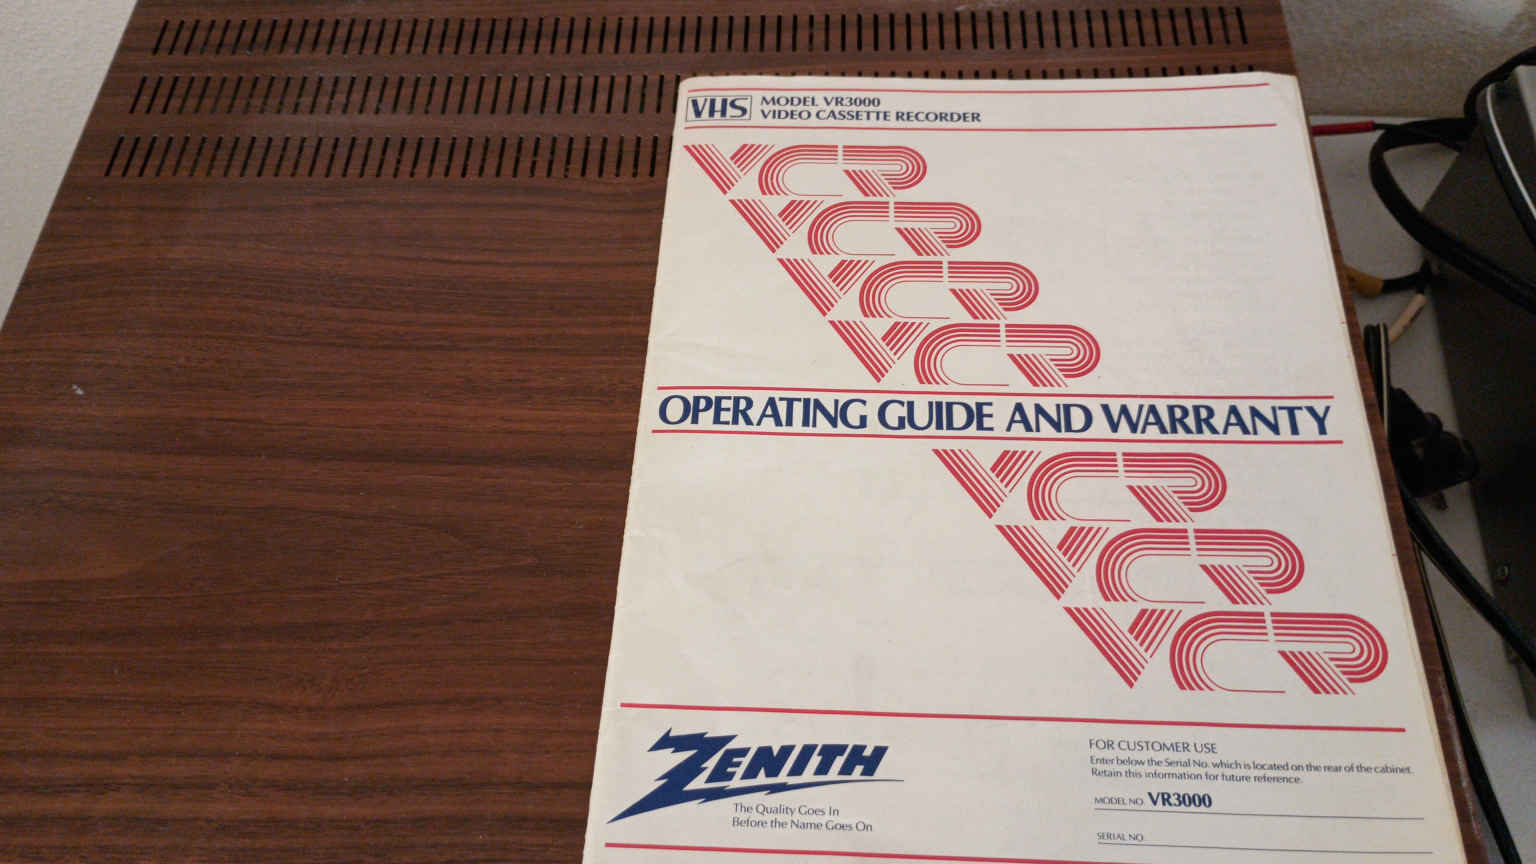 VHS MODEL VR3000
VIDEO CASSETTE RECORDER
VCR
VCR
VCR
VCR
OPERATING GUIDE AND WARRANTY
VCR
VCR
VCR
ZENITH
The Quality Goes In
Before the Name Goes On
FOR CUSTOMER USE
Enter below the Serial No. which is located on the rear of the cabinet.
Retain this information for future reference.
MODEL NO. VR3000
SERIAL NO.